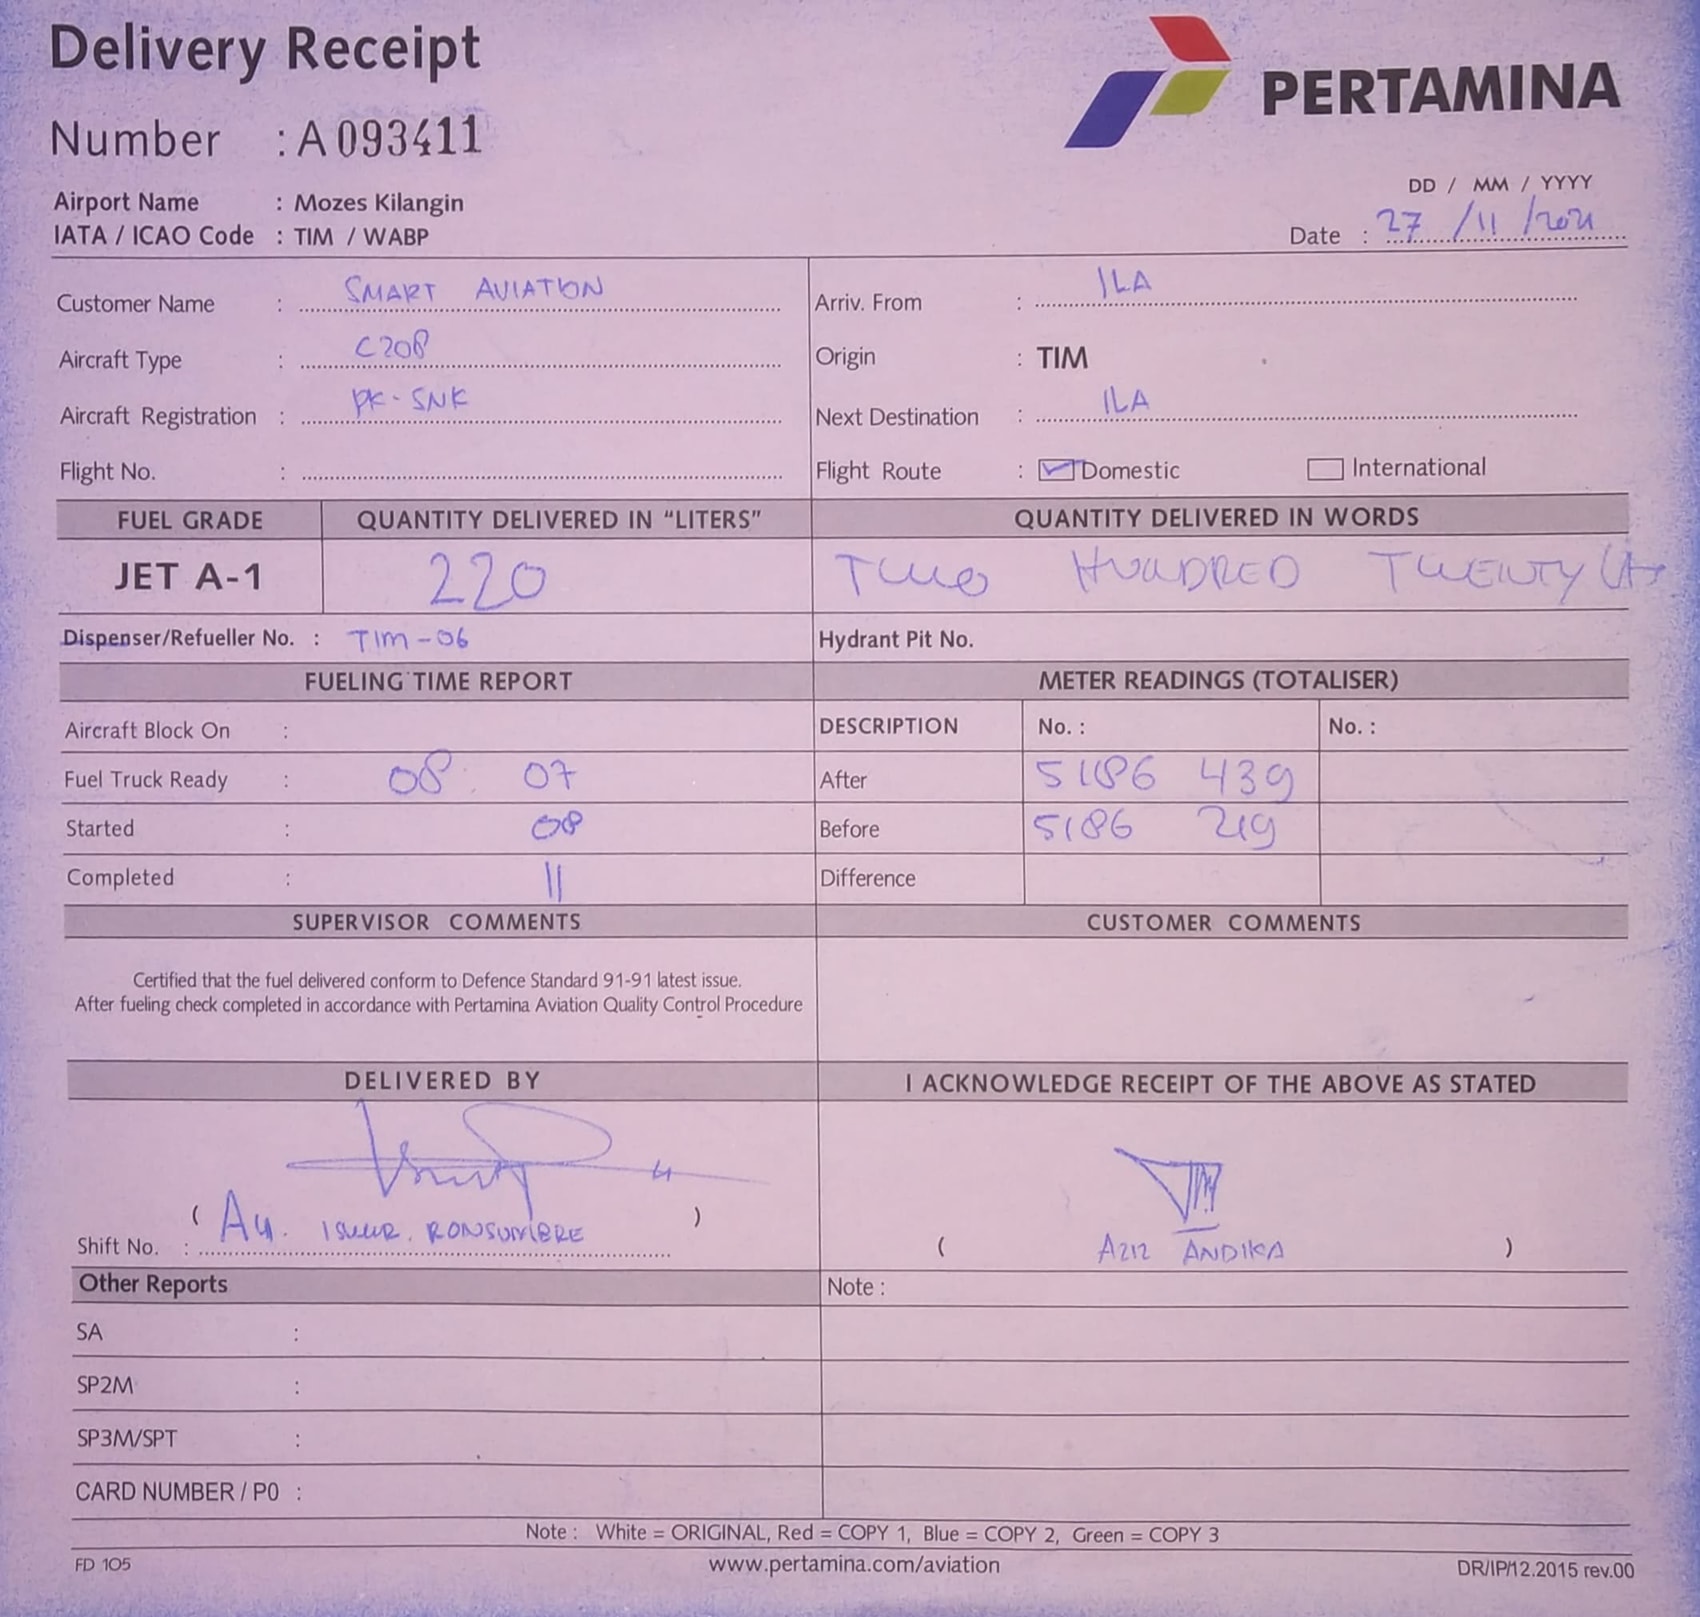 Delivery Receipt
PERTAMINA
Number : A 093411
Airport Name : Mozes Kilangin
IATA / ICAO Code : TIM / WABP
DD / MM / YYYY
Date : 27 / 11 / 2021
Customer Name : SMART AVIATION
Arriv. From : ILA
Aircraft Type : C208
Origin : TIM
Aircraft Registration : PK-SNK
Next Destination : ILA
Flight No. :
Flight Route : Domestic International
FUEL GRADE QUANTITY DELIVERED IN “LITERS” QUANTITY DELIVERED IN WORDS
JET A-1 220 TWO HUNDRED TWENTY
Dispenser/Refueller No. : TIM-06 Hydrant Pit No.
FUELING TIME REPORT METER READINGS (TOTALISER)
Aircraft Block On : DESCRIPTION No. : No. :
Fuel Truck Ready : 08 : 07 After 5186 439
Started : 08 Before 5186 219
Completed : 11 Difference
SUPERVISOR COMMENTS CUSTOMER COMMENTS
Certified that the fuel delivered conform to Defence Standard 91-91 latest issue.
After fueling check completed in accordance with Pertamina Aviation Quality Control Procedure
DELIVERED BY I ACKNOWLEDGE RECEIPT OF THE ABOVE AS STATED
( )
Shift No. :
( AZIZ ANDIKA )
Other Reports Note :
SA :
SP2M :
SP3M/SPT :
CARD NUMBER / P0 :
Note : White = ORIGINAL, Red = COPY 1, Blue = COPY 2, Green = COPY 3
FD 105 www.pertamina.com/aviation DR/IP/12.2015 rev.00